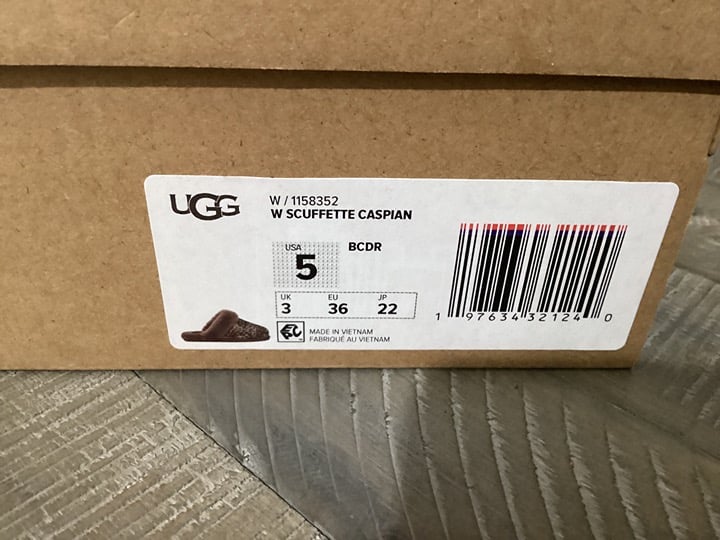 UGG
W / 1158352
W SCUFFETTE CASPIAN
USA
5
BCDR
UK EU JP
3 36 22
MADE IN VIETNAM
FABRIQUÉ AU VIETNAM
1 97634 32124 0